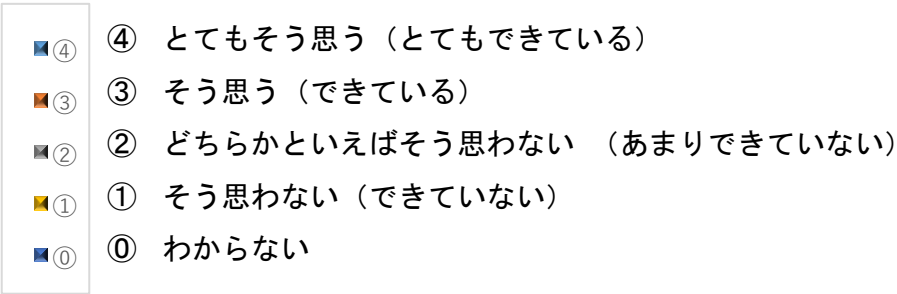 ④ ④ とてもそう思う（とてもできている）
③ ③ そう思う（できている）
② ② どちらかといえばそう思わない （あまりできていない）
① ① そう思わない（できていない）
⓪ ⓪ わからない